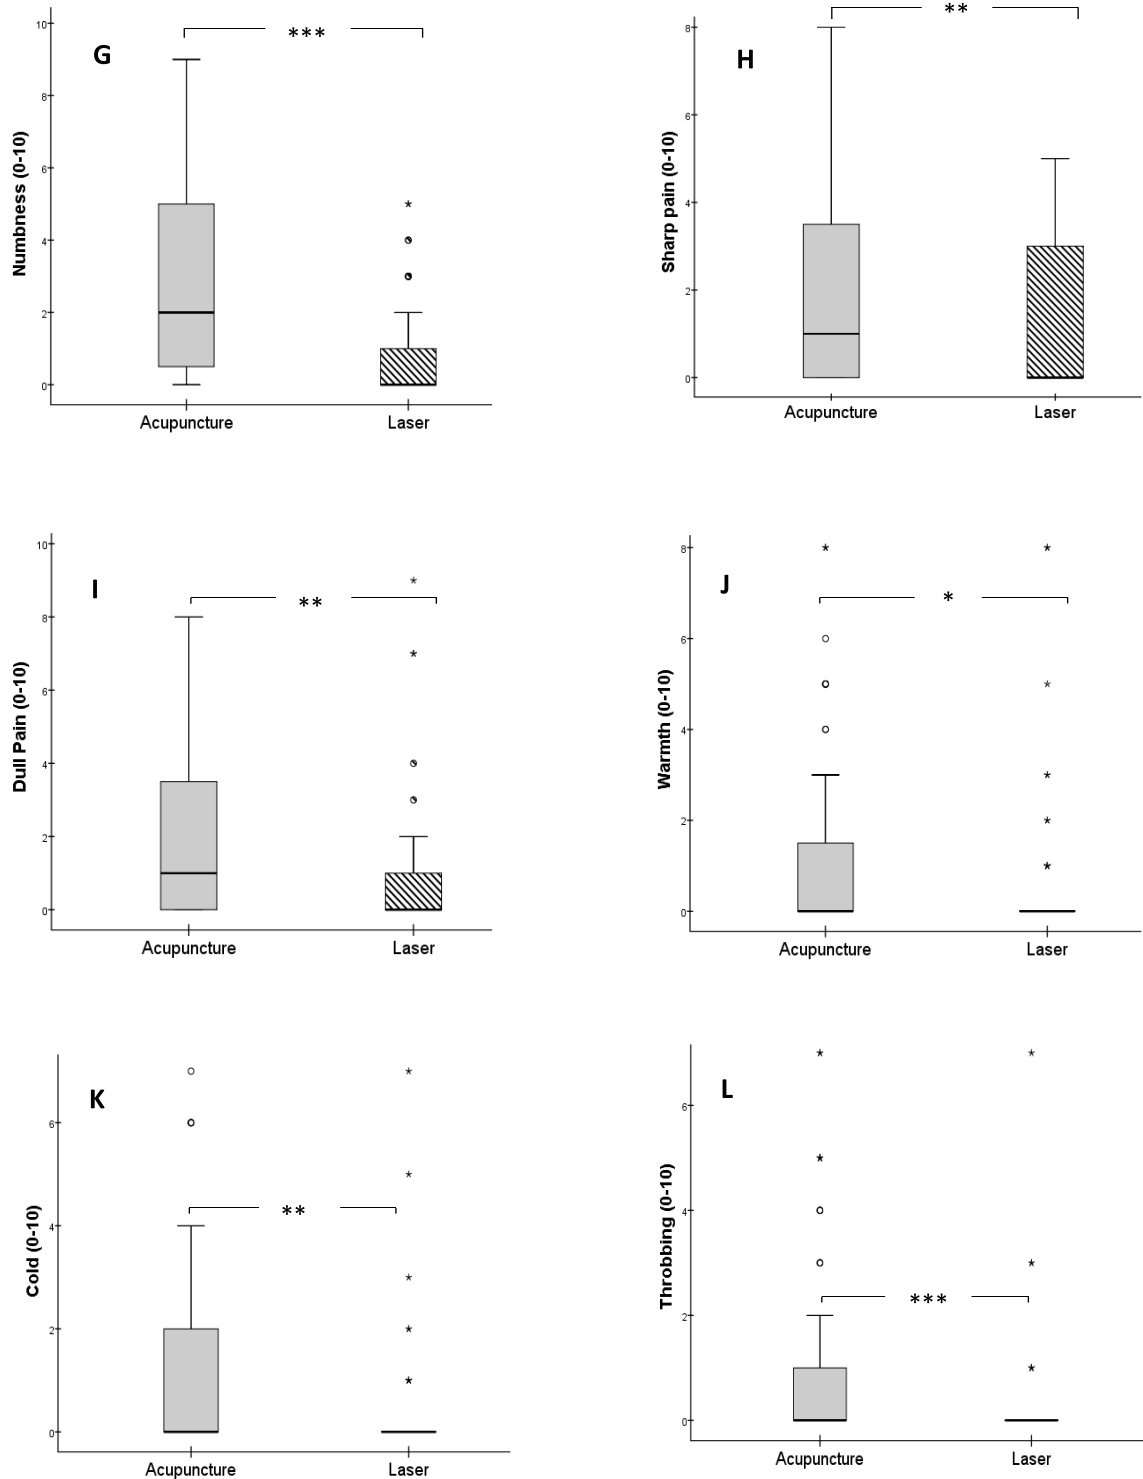 G
***
Numbness (0-10)
10
8
6
4
2
0
Acupuncture Laser
H
**
Sharp pain (0-10)
8
6
4
2
0
Acupuncture Laser
I
**
Dull Pain (0-10)
10
8
6
4
2
0
Acupuncture Laser
J
*
Warmth (0-10)
8
6
4
2
0
Acupuncture Laser
K
**
Cold (0-10)
6
4
2
0
Acupuncture Laser
L
***
Throbbing (0-10)
6
4
2
0
Acupuncture Laser